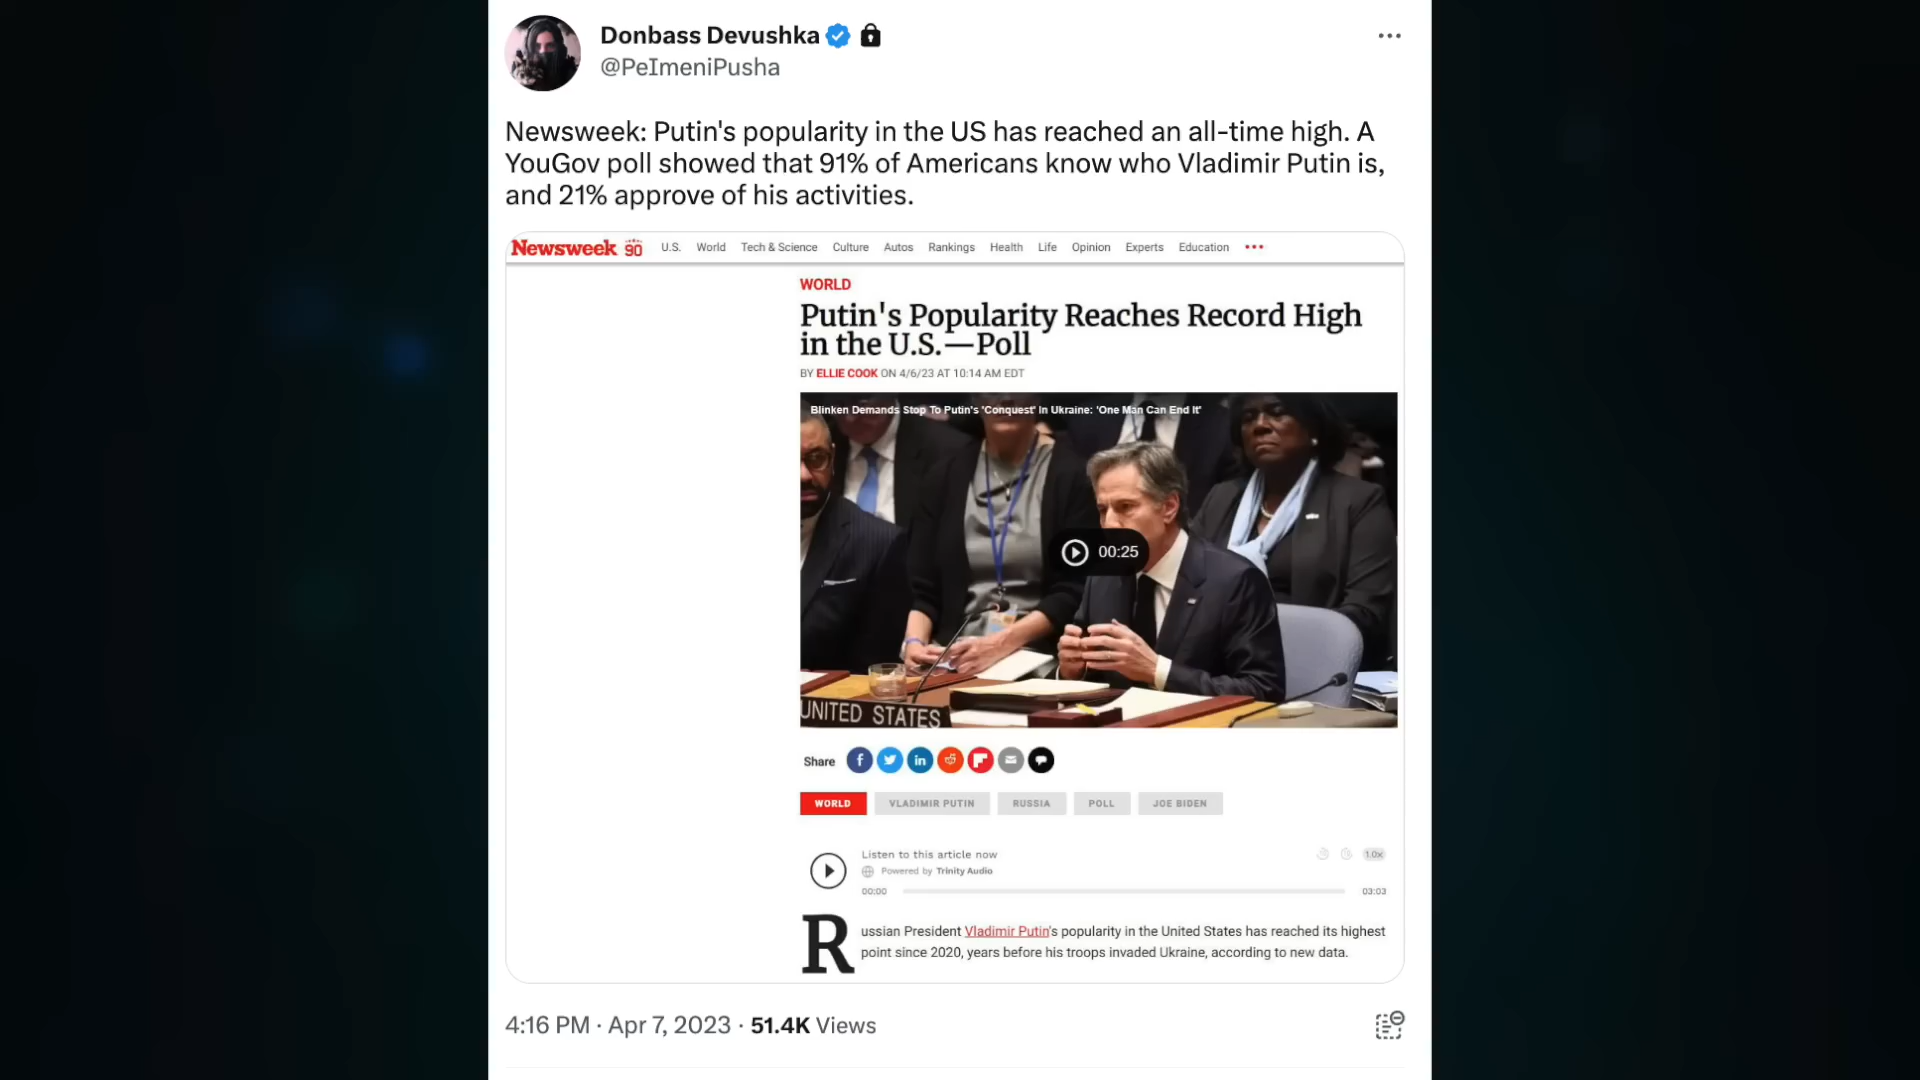 Donbass Devushka
@PeImeniPusha
Newsweek: Putin's popularity in the US has reached an all-time high. A
YouGov poll showed that 91% of Americans know who Vladimir Putin is,
and 21% approve of his activities.
Newsweek 90 U.S. World Tech & Science Culture Autos Rankings Health Life Opinion Experts Education
WORLD
Putin's Popularity Reaches Record High
in the U.S.—Poll
BY ELLIE COOK ON 4/6/23 AT 10:14 AM EDT
Blinken Demands Stop To Putin's 'Conquest' In Ukraine: 'One Man Can End It'
00:25
UNITED STATES
Share
WORLD VLADIMIR PUTIN RUSSIA POLL JOE BIDEN
Listen to this article now
1.0x
Powered by Trinity Audio
00:00 03:03
Russian President Vladimir Putin's popularity in the United States has reached its highest
point since 2020, years before his troops invaded Ukraine, according to new data.
4:16 PM · Apr 7, 2023 · 51.4K Views